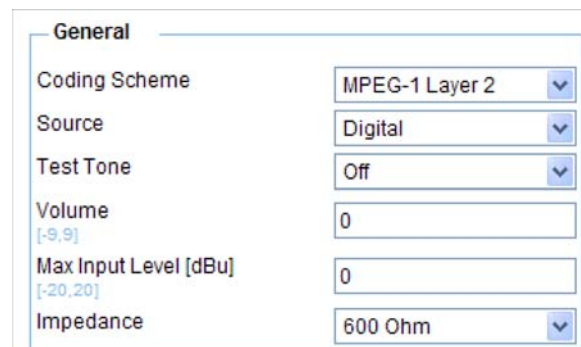 General
Coding Scheme MPEG-1 Layer 2
Source Digital
Test Tone Off
Volume 0
[-9,9]
Max Input Level [dBu] 0
[-20,20]
Impedance 600 Ohm